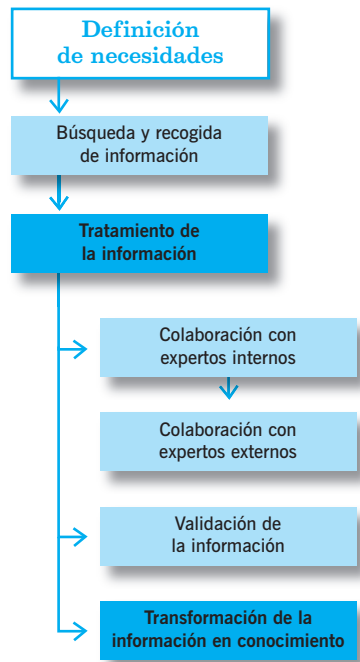 Definición
de necesidades
Búsqueda y recogida
de información
Tratamiento de
la información
Colaboración con
expertos internos
Colaboración con
expertos externos
Validación de
la información
Transformación de la
información en conocimiento